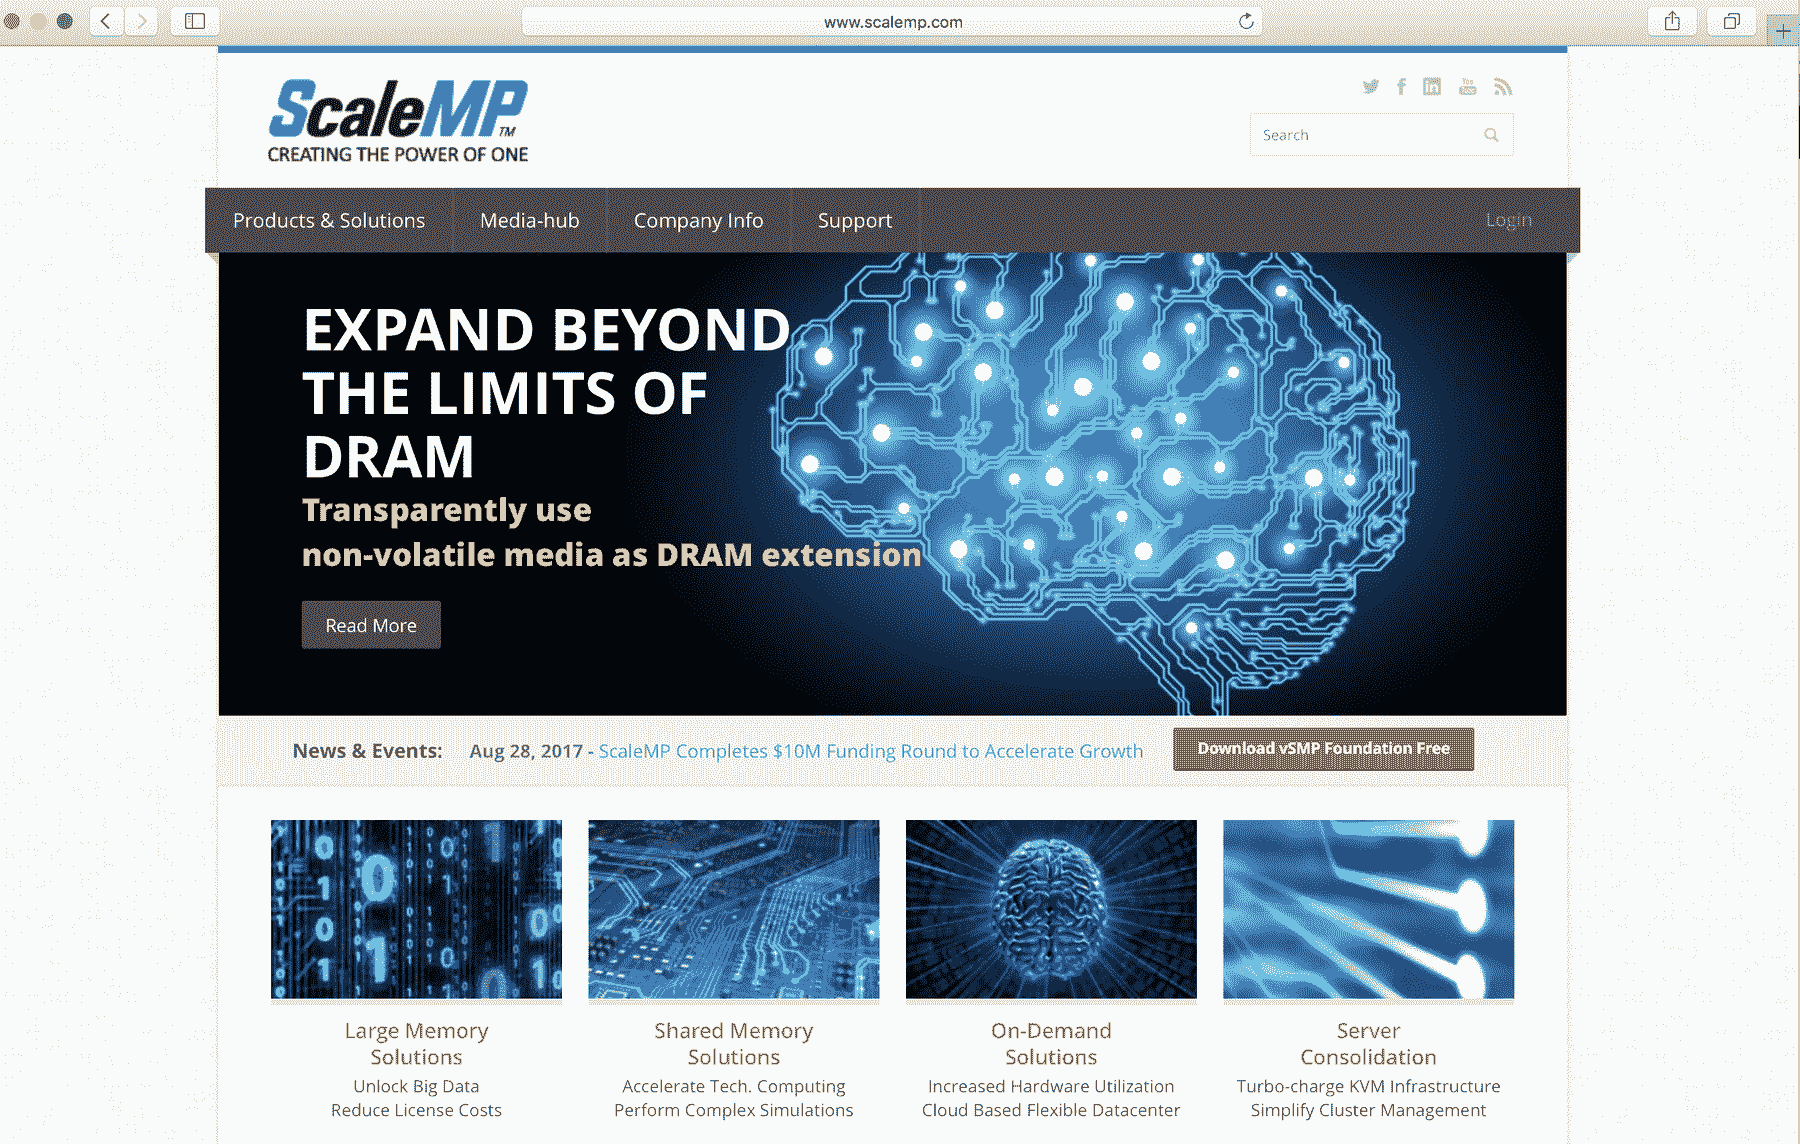 www.scalemp.com
ScaleMP™
CREATING THE POWER OF ONE
Search
Products & Solutions
Media-hub
Company Info
Support
Login
EXPAND BEYOND
THE LIMITS OF
DRAM
Transparently use
non-volatile media as DRAM extension
Read More
News & Events:
Aug 28, 2017 - ScaleMP Completes $10M Funding Round to Accelerate Growth
Download vSMP Foundation Free
Large Memory
Solutions
Unlock Big Data
Reduce License Costs
Shared Memory
Solutions
Accelerate Tech. Computing
Perform Complex Simulations
On-Demand
Solutions
Increased Hardware Utilization
Cloud Based Flexible Datacenter
Server
Consolidation
Turbo-charge KVM Infrastructure
Simplify Cluster Management